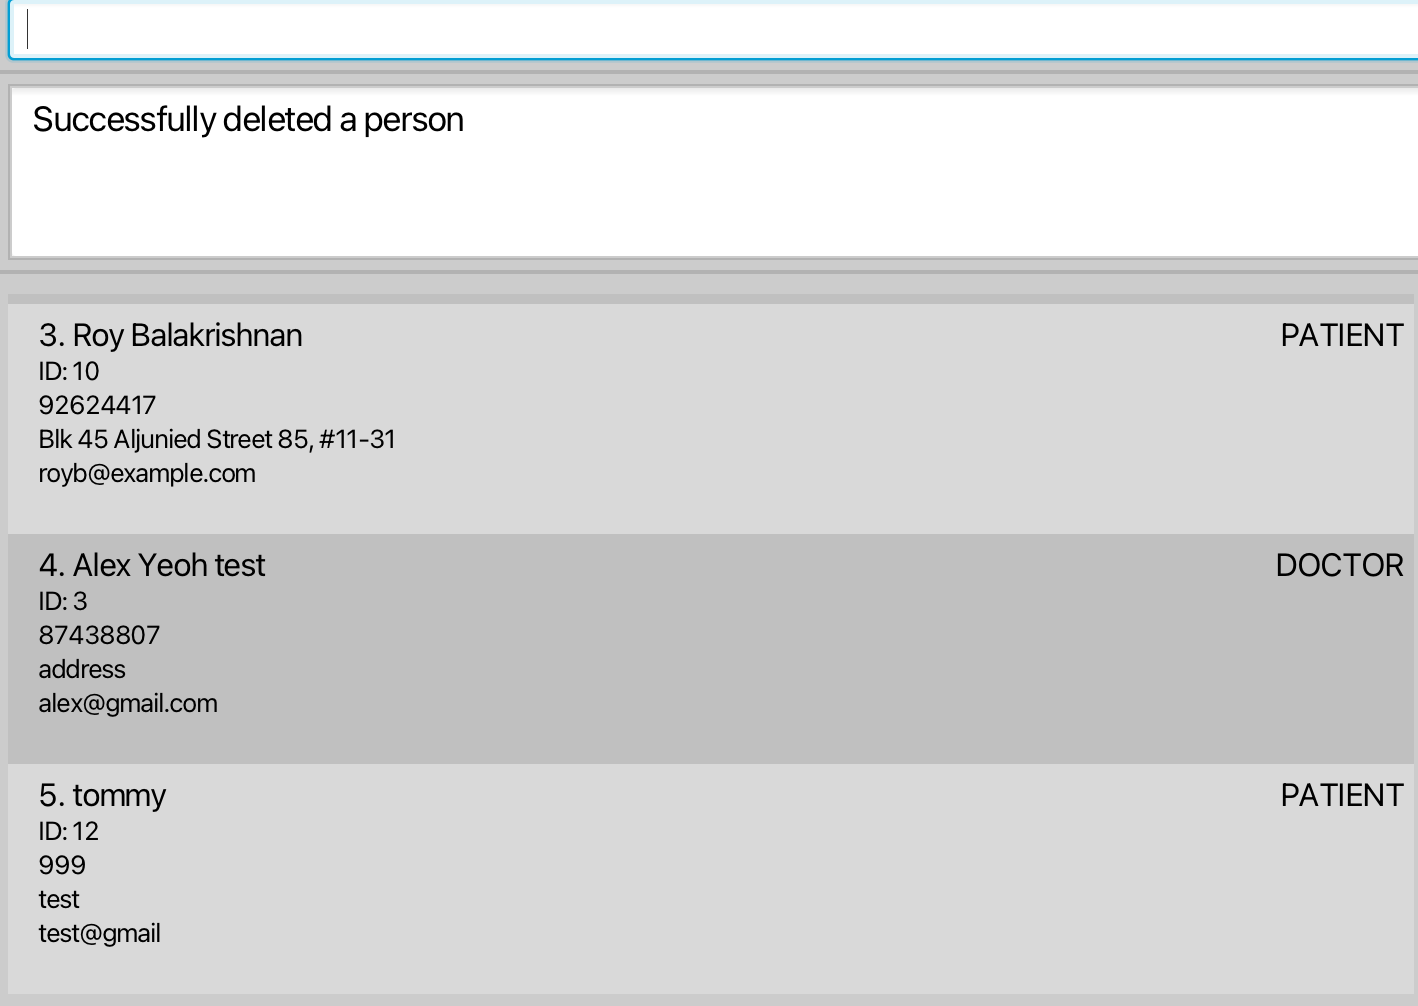 Successfully deleted a person
3. Roy Balakrishnan PATIENT
ID: 10
92624417
Blk 45 Aljunied Street 85, #11-31
royb@example.com
4. Alex Yeoh test DOCTOR
ID: 3
87438807
address
alex@gmail.com
5. tommy PATIENT
ID: 12
999
test
test@gmail